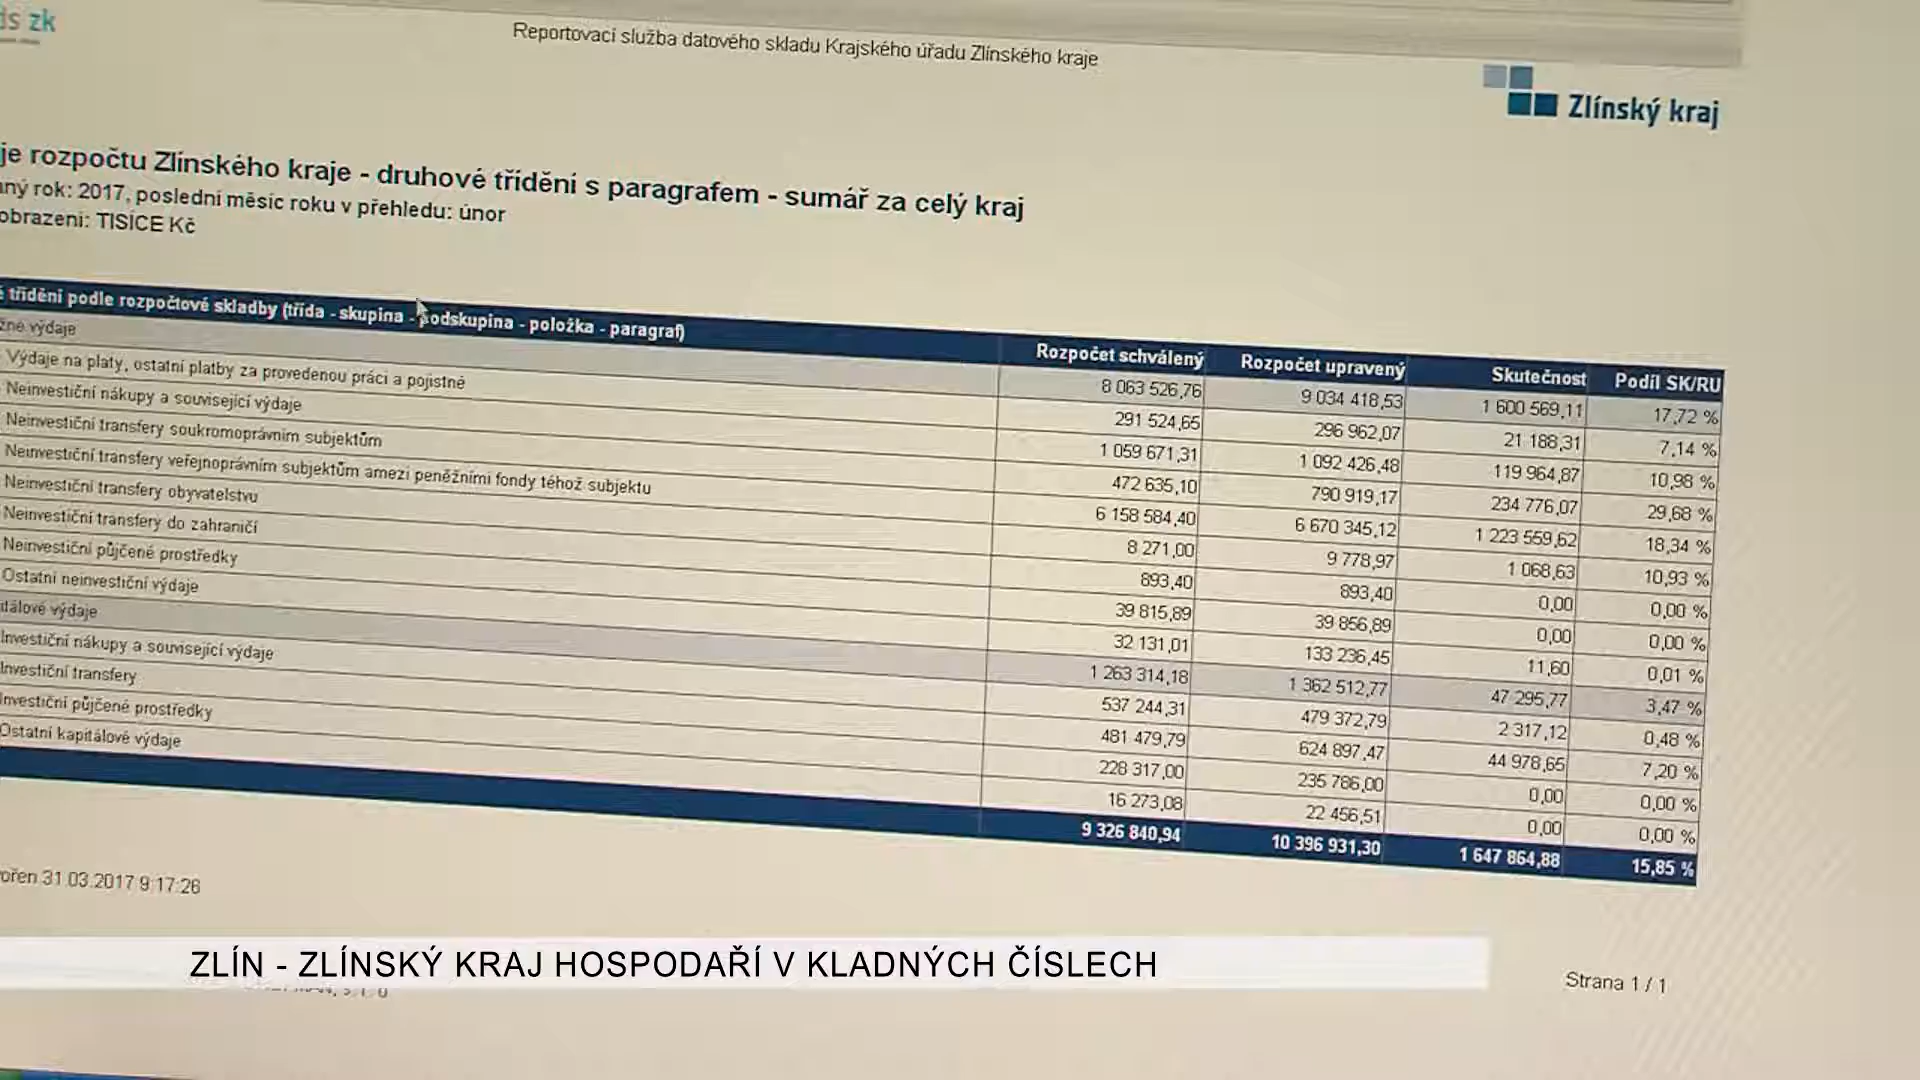 ds zk
Reportovací služba datového skladu Krajského úřadu Zlínského kraje
Zlínský kraj
je rozpočtu Zlínského kraje - druhové třídění s paragrafem - sumář za celý kraj
aný rok: 2017, poslední měsíc roku v přehledu: únor
obrazení: TISÍCE Kč
é třídění podle rozpočtové skladby (třída - skupina - podskupina - položka - paragraf) Rozpočet schválený Rozpočet upravený Skutečnost Podíl SK/RU
žné výdaje 8 063 526,76 9 034 418,53 1 600 569,11 17,72 %
Výdaje na platy, ostatní platby za provedenou práci a pojistné 291 524,65 296 962,07 21 188,31 7,14 %
Neinvestiční nákupy a související výdaje 1 059 671,31 1 092 426,48 119 964,87 10,98 %
Neinvestiční transfery soukromoprávním subjektům 472 635,10 790 919,17 234 776,07 29,68 %
Neinvestiční transfery veřejnoprávním subjektům amezi peněžními fondy téhož subjektu 6 158 584,40 6 670 345,12 1 223 559,62 18,34 %
Neinvestiční transfery obyvatelstvu 8 271,00 9 778,97 1 068,63 10,93 %
Neinvestiční transfery do zahraničí 893,40 893,40 0,00 0,00 %
Neinvestiční půjčené prostředky 39 815,89 39 856,89 0,00 0,00 %
Ostatní neinvestiční výdaje 32 131,01 133 236,45 11,60 0,01 %
itálové výdaje 1 263 314,18 1 362 512,77 47 295,77 3,47 %
Investiční nákupy a související výdaje 537 244,31 479 372,79 2 317,12 0,48 %
Investiční transfery 481 479,79 624 897,47 44 978,65 7,20 %
Investiční půjčené prostředky 228 317,00 235 786,00 0,00 0,00 %
Ostatní kapitálové výdaje 16 273,08 22 456,51 0,00 0,00 %
9 326 840,94 10 396 931,30 1 647 864,88 15,85 %
ořen 31.03.2017 9:17:26
ZLÍN - ZLÍNSKÝ KRAJ HOSPODAŘÍ V KLADNÝCH ČÍSLECH
Strana 1 / 1